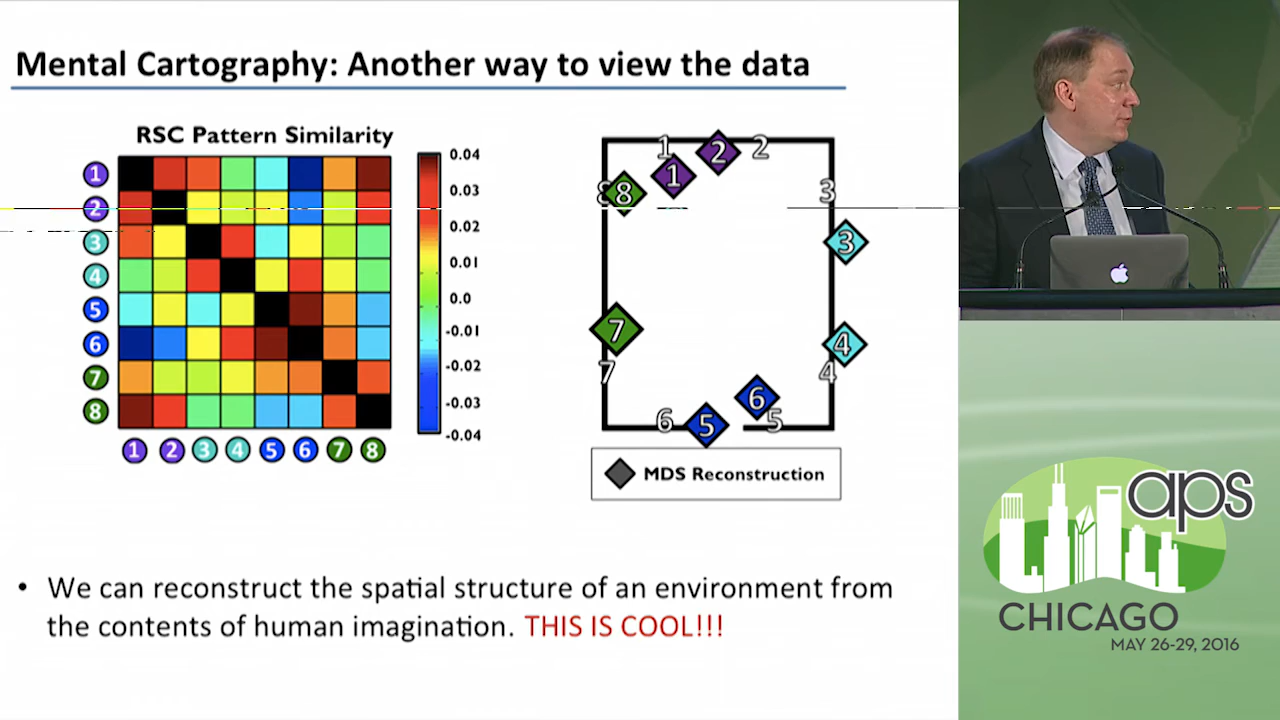 Mental Cartography: Another way to view the data
RSC Pattern Similarity
1
2
3
4
5
6
7
8
1 2 3 4 5 6 7 8
0.04
0.03
0.02
0.01
0.0
-0.01
-0.02
-0.03
-0.04
1 2 2
8 8 1 3
3
7 4
7 4
6 5 6 5
MDS Reconstruction
• We can reconstruct the spatial structure of an environment from
the contents of human imagination. THIS IS COOL!!!
aps
CHICAGO
MAY 26-29, 2016